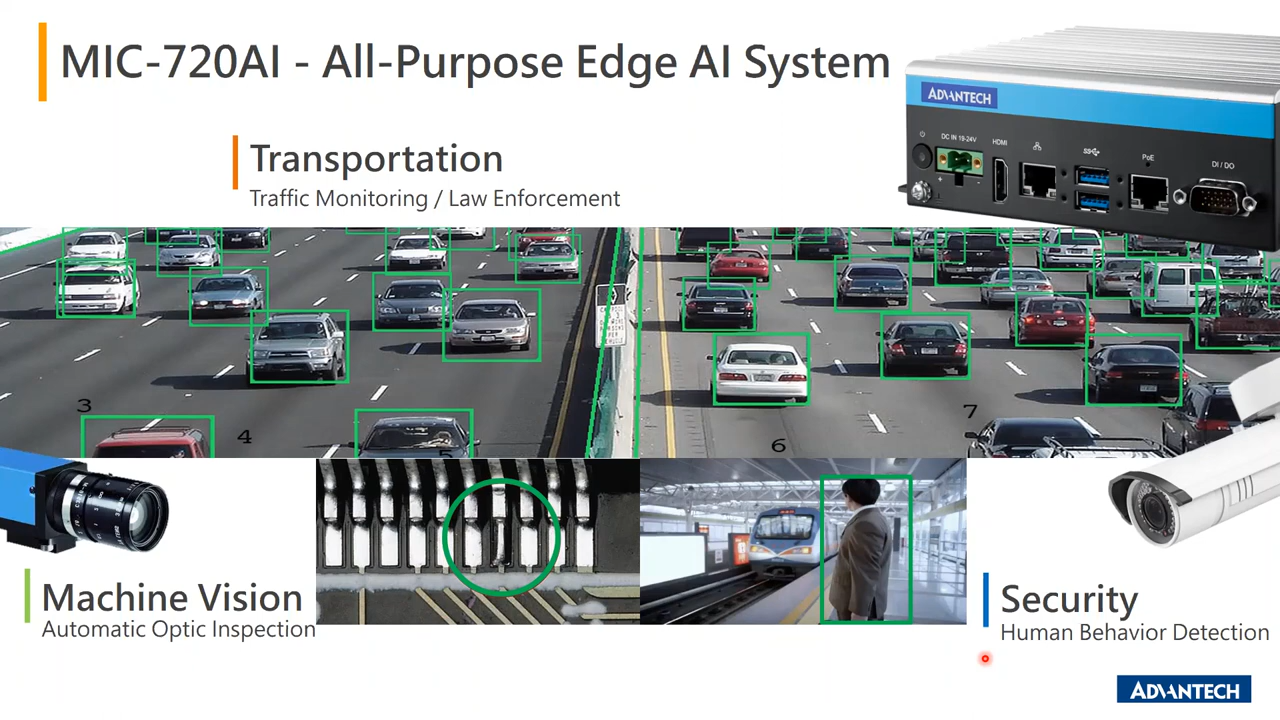 MIC-720AI - All-Purpose Edge AI System
ADVANTECH
DC IN 19-24V
HDMI
PoE
DI / DO
Transportation
Traffic Monitoring / Law Enforcement
3
4
5
6
7
Machine Vision
Automatic Optic Inspection
Security
Human Behavior Detection
ADVANTECH